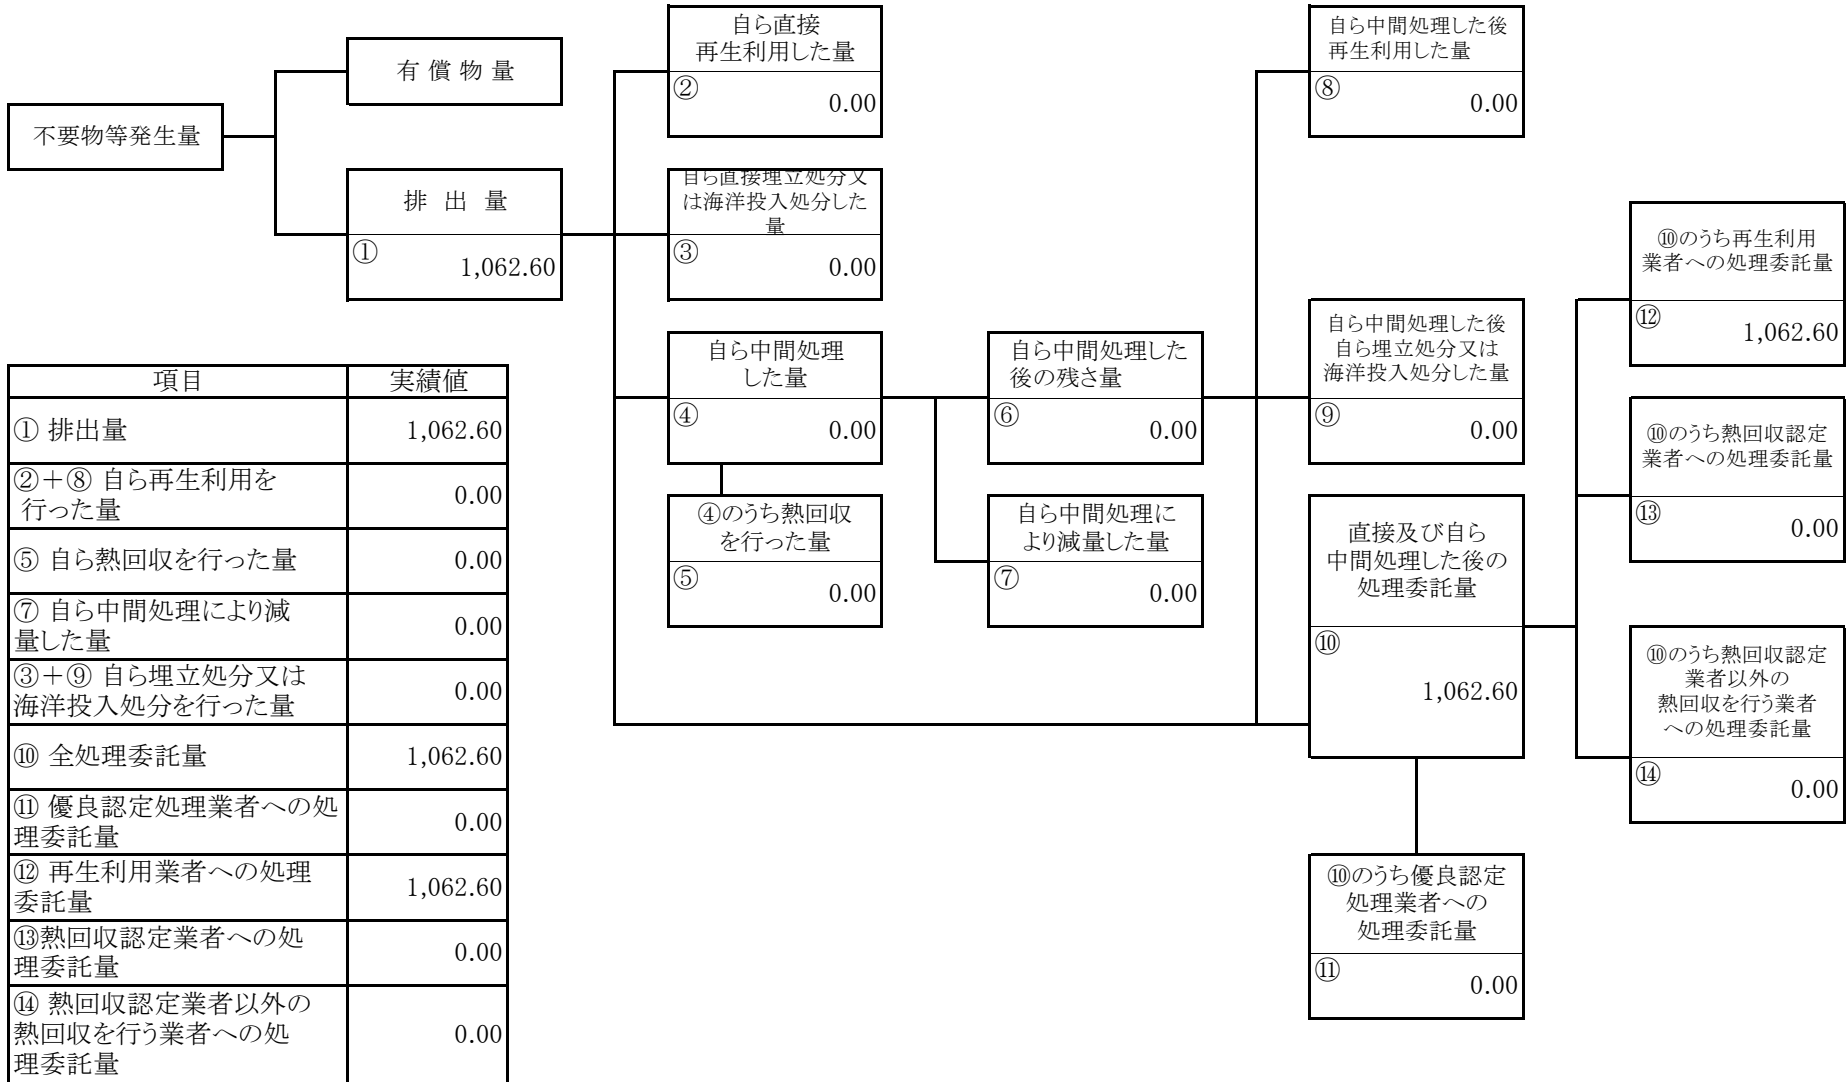 不要物等発生量
有償物量
排出量
①
1,062.60
自ら直接
再生利用した量
②
0.00
自ら直接埋立処分又
は海洋投入処分した
量
③
0.00
自ら中間処理
した量
④
0.00
④のうち熱回収
を行った量
⑤
0.00
自ら中間処理した
後の残さ量
⑥
0.00
自ら中間処理に
より減量した量
⑦
0.00
自ら中間処理した後
再生利用した量
⑧
0.00
自ら中間処理した後
自ら埋立処分又は
海洋投入処分した量
⑨
0.00
直接及び自ら
中間処理した後の
処理委託量
⑩
1,062.60
⑩のうち優良認定
処理業者への
処理委託量
⑪
0.00
⑩のうち再生利用
業者への処理委託量
⑫
1,062.60
⑩のうち熱回収認定
業者への処理委託量
⑬
0.00
⑩のうち熱回収認定
業者以外の
熱回収を行う業者
への処理委託量
⑭
0.00
項目 実績値
① 排出量 1,062.60
②＋⑧ 自ら再生利用を
行った量 0.00
⑤ 自ら熱回収を行った量 0.00
⑦ 自ら中間処理により減
量した量 0.00
③＋⑨ 自ら埋立処分又は
海洋投入処分を行った量 0.00
⑩ 全処理委託量 1,062.60
⑪ 優良認定処理業者への処
理委託量 0.00
⑫ 再生利用業者への処理
委託量 1,062.60
⑬熱回収認定業者への処
理委託量 0.00
⑭ 熱回収認定業者以外の
熱回収を行う業者への処
理委託量 0.00